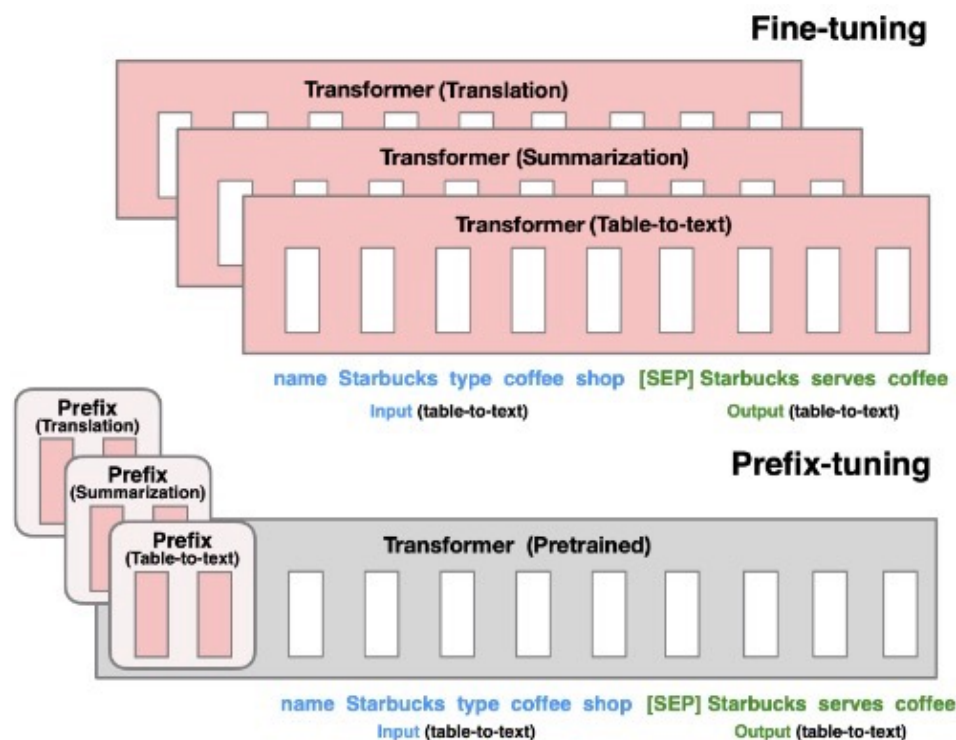 Fine-tuning
Transformer (Translation)
Transformer (Summarization)
Transformer (Table-to-text)
name Starbucks type coffee shop [SEP] Starbucks serves coffee
Input (table-to-text) Output (table-to-text)
Prefix
(Translation)
Prefix-tuning
Prefix
(Summarization)
Prefix
(Table-to-text)
Transformer (Pretrained)
name Starbucks type coffee shop [SEP] Starbucks serves coffee
Input (table-to-text) Output (table-to-text)